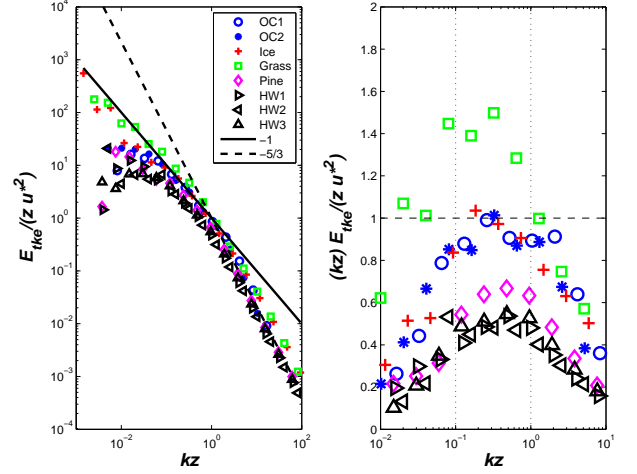 10^4
10^3
10^2
10^1
10^0
10^−1
10^−2
10^−3
10^−4
E_tke/(z u*²)
10^−2
10^0
10^2
kz
OC1
OC2
Ice
Grass
Pine
HW1
HW2
HW3
−1
−5/3
2
1.8
1.6
1.4
1.2
1
0.8
0.6
0.4
0.2
0
(kz) E_tke/(z u*²)
10^−2
10^−1
10^0
10^1
kz